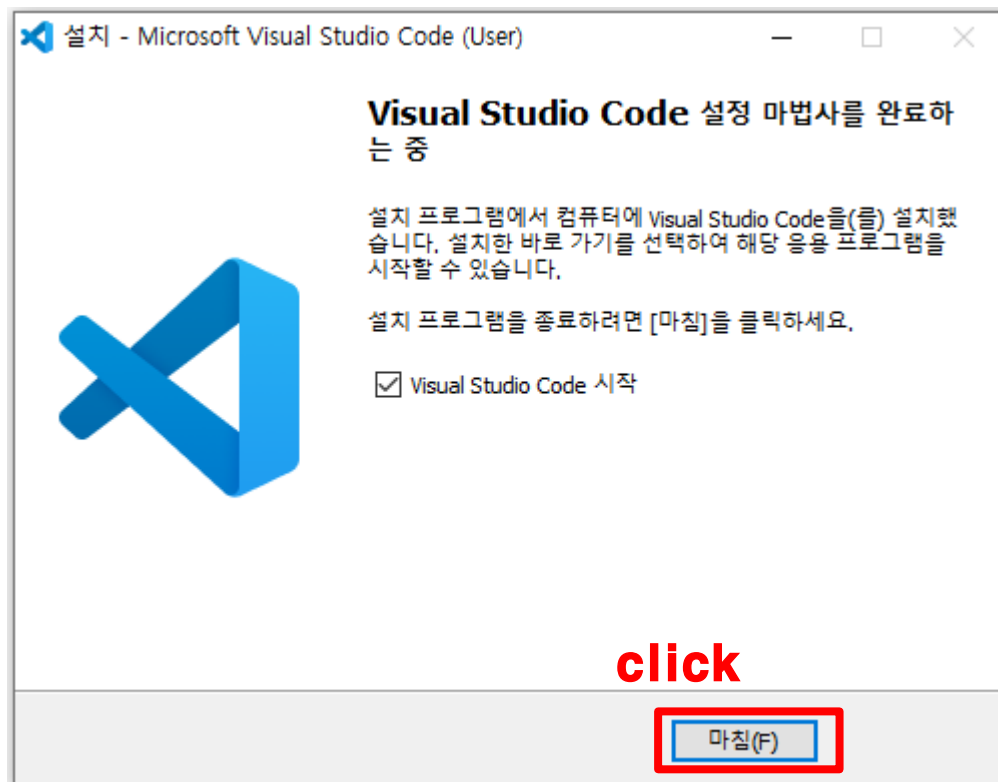 설치 - Microsoft Visual Studio Code (User)
Visual Studio Code 설정 마법사를 완료하
는 중
설치 프로그램에서 컴퓨터에 Visual Studio Code을(를) 설치했
습니다. 설치한 바로 가기를 선택하여 해당 응용 프로그램을
시작할 수 있습니다.
설치 프로그램을 종료하려면 [마침]을 클릭하세요.
Visual Studio Code 시작
click
마침(F)